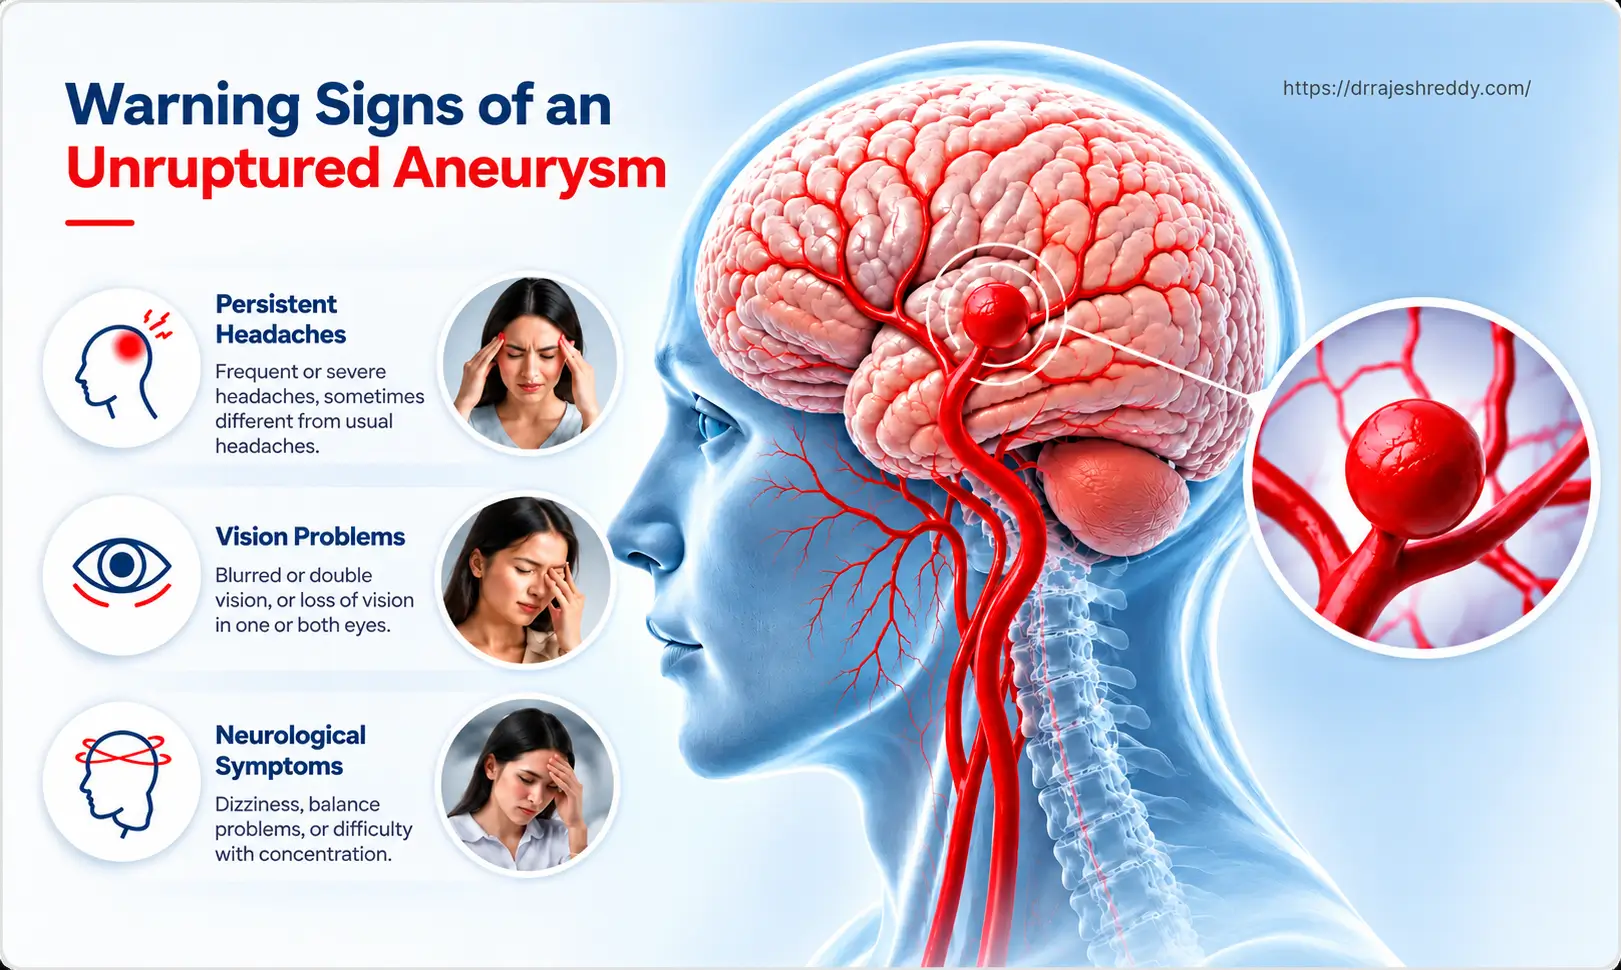 Warning Signs of an
Unruptured Aneurysm
https://drrajeshreddy.com/
Persistent
Headaches
Frequent or severe
headaches, sometimes
different from usual
headaches.
Vision Problems
Blurred or double
vision, or loss of vision
in one or both eyes.
Neurological
Symptoms
Dizziness, balance
problems, or difficulty
with concentration.